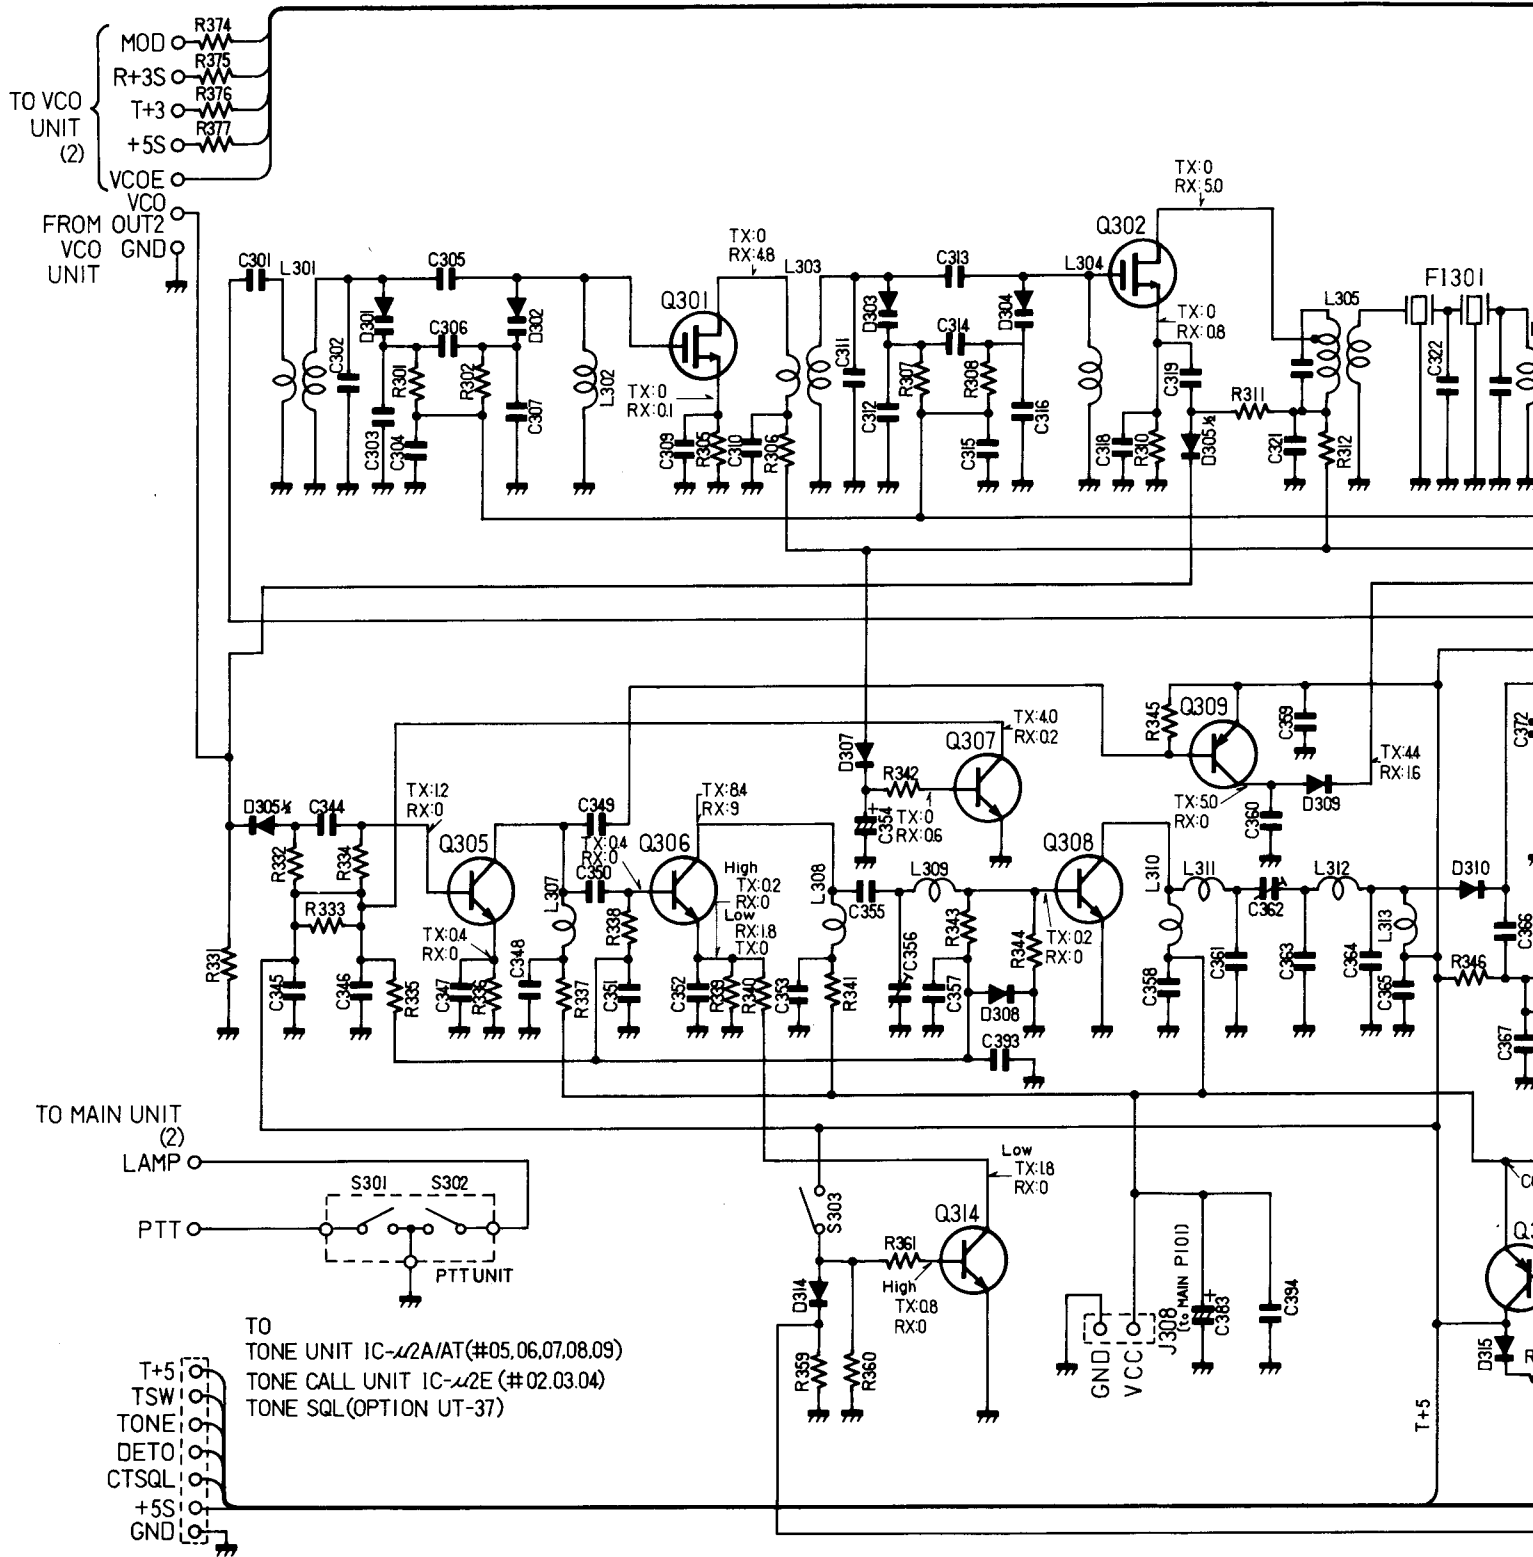 R374
MOD
R375
R+3S
R376
TO VCO
UNIT
(2)
T+3
R377
+5S
VCOE
VCO
FROM OUT2
VCO GND
UNIT
TX:0
RX:5.0
Q302
TX:0
RX:4.8
C301
L301
C305
Q301
L303
C313
L304
F1301
L305
D301
D302
D303
D304
TX:0
RX:0.8
C302
C306
C311
C314
C322
R301
R302
L302
R307
R308
C319
TX:0
RX:0.1
R311
C303
C304
C307
C309
R305
C310
R306
C312
C315
C316
C318
R310
D305½
C321
R312
R345
Q309
C359
C372
D307
Q307
TX:4.0
RX:0.2
TX:4.4
RX:1.6
R342
TX:0
RX:0.6
TX:5.0
RX:0
D309
TX:1.2
RX:0
TX:8.4
RX:9
D305½
C344
C349
C354
C360
R332
R334
Q305
TX:0.4
RX:0
C350
Q306
Q308
High
TX:0.2
RX:0
Low
RX:1.8
TX:0
L307
L308
L309
L310
L311
L312
D310
C355
C362
R333
R338
R343
R344
TX:0.2
RX:0
L313
C366
R331
TX:0.4
RX:0
C348
C356
R346
C345
C346
R335
C347
R336
R337
C351
C352
R339
R340
C353
R341
C357
D308
C358
C361
C363
C364
C365
C367
C393
TO MAIN UNIT
(2)
LAMP
Low
TX:1.8
RX:0
S301
S302
S303
PTT
Q314
R361
PTT UNIT
D314
High
TX:0.8
RX:0
J308
(to MAIN P101)
C383
C394
GND
VCC
TO
TONE UNIT IC-µ2A/AT(#05,06,07,08,09)
TONE CALL UNIT IC-µ2E (#02.03.04)
TONE SQL(OPTION UT-37)
R359
R360
D315
T+5
T+5
TSW
TONE
DETO
CTSQL
+5S
GND